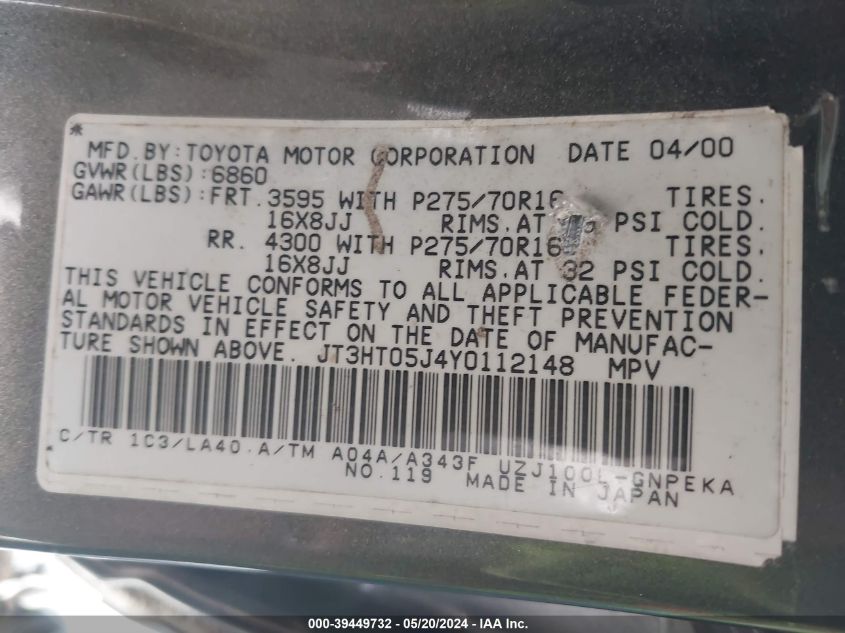 MFD.BY:TOYOTA MOTOR CORPORATION DATE 04/00
GVWR(LBS):6860
GAWR(LBS):FRT.3595 WITH P275/70R16 TIRES.
16X8JJ RIMS.AT PSI COLD.
RR. 4300 WITH P275/70R16 TIRES.
16X8JJ RIMS.AT 32 PSI COLD.
THIS VEHICLE CONFORMS TO ALL APPLICABLE FEDER-
AL MOTOR VEHICLE SAFETY AND THEFT PREVENTION
STANDARDS IN EFFECT ON THE DATE OF MANUFAC-
TURE SHOWN ABOVE. JT3HT05J4Y0112148 MPV
C/TR 1C3/LA40 A/TM A04A/A343F UZJ100L-GNPEKA
NO.119 MADE IN JAPAN
000-39449732 - 05/20/2024 - IAA Inc.